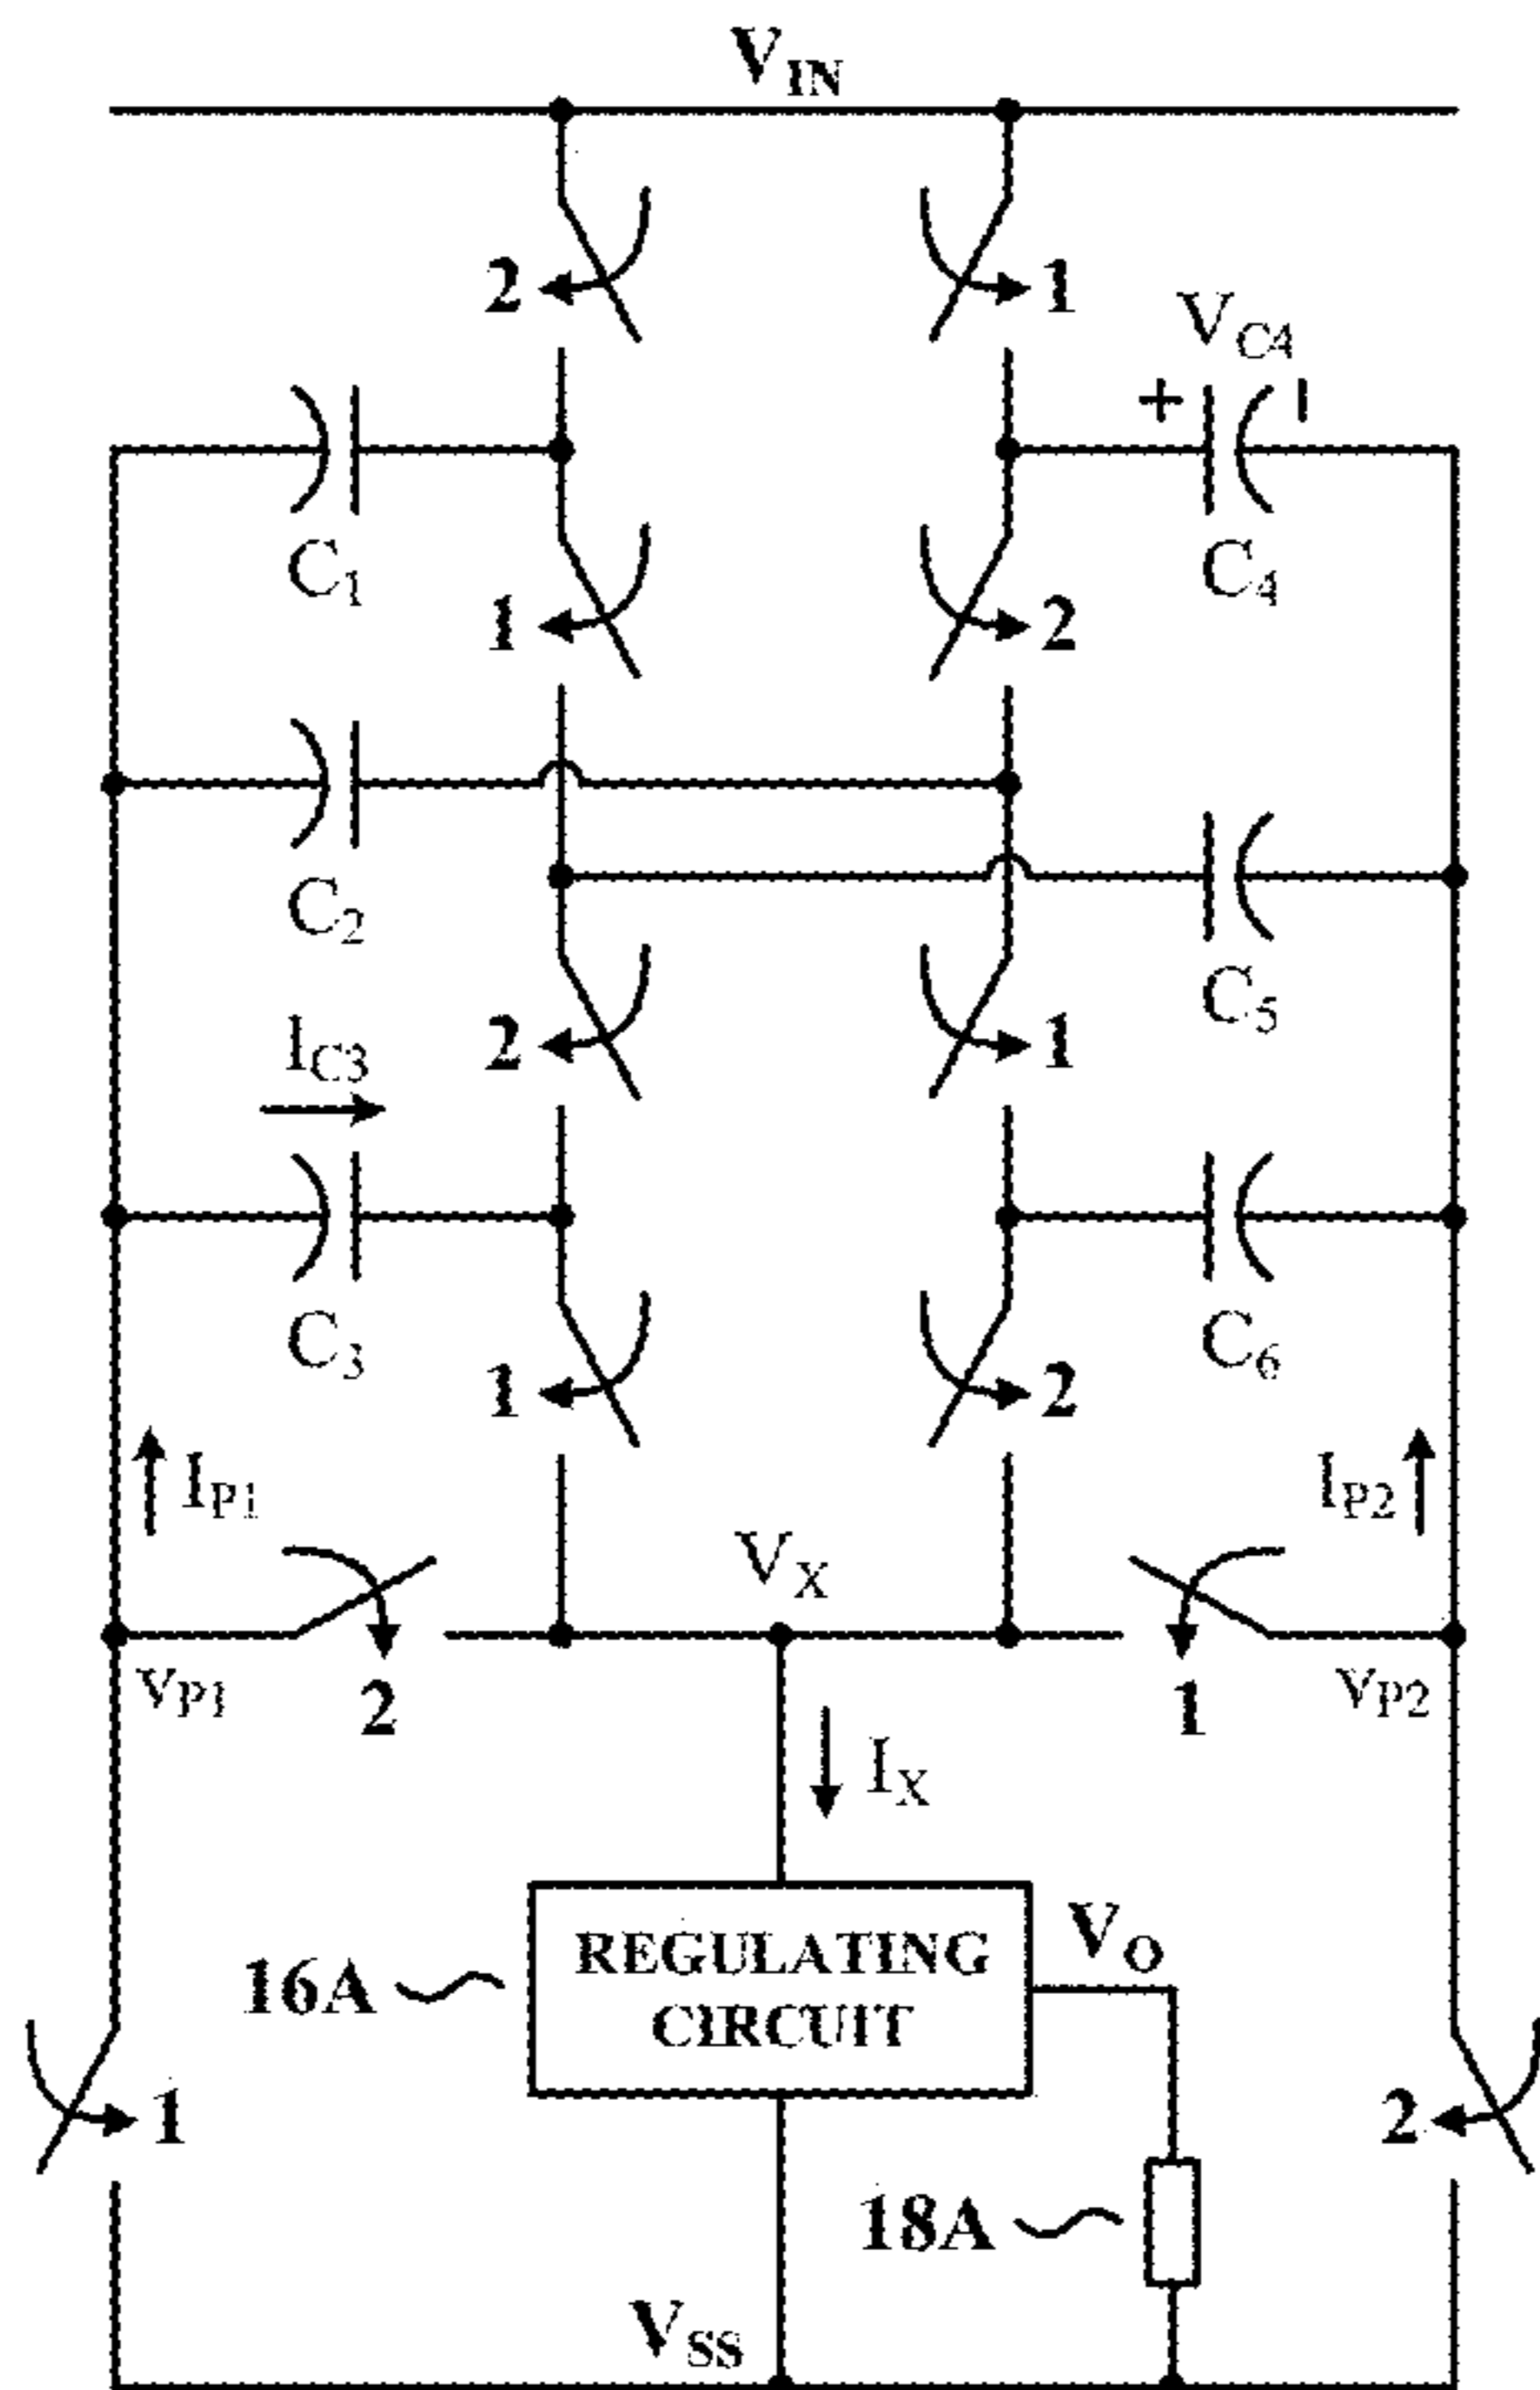 V_IN
2 1
V_C4
+ -
C_1 C_4
1 2
C_2 C_5
I_C3 2 1
C_3 C_6
1 2
I_P1 I_P2
V_X
V_P1 V_P2
2 1
I_X
REGULATING
CIRCUIT
V_O
16A
1 2
18A
V_SS